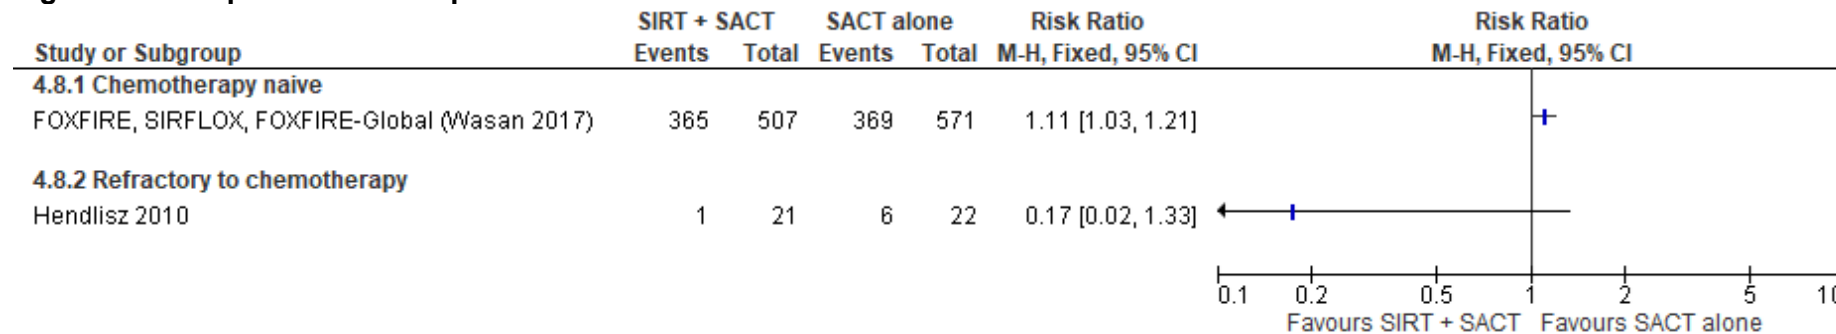 SIRT + SACT SACT alone Risk Ratio Risk Ratio
Study or Subgroup Events Total Events Total M-H, Fixed, 95% CI M-H, Fixed, 95% CI
4.8.1 Chemotherapy naive
FOXFIRE, SIRFLOX, FOXFIRE-Global (Wasan 2017) 365 507 369 571 1.11 [1.03, 1.21]
4.8.2 Refractory to chemotherapy
Hendlisz 2010 1 21 6 22 0.17 [0.02, 1.33]
0.1 0.2 0.5 1 2 5 10
Favours SIRT + SACT Favours SACT alone